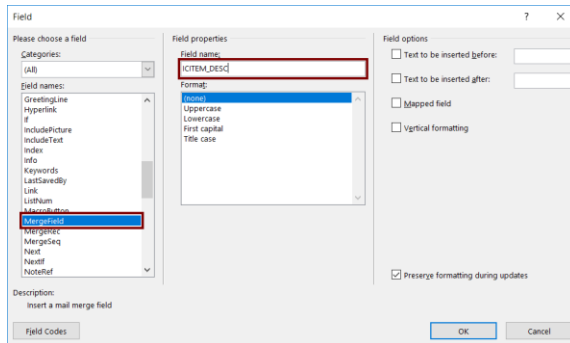 Field
? ×
Please choose a field
Categories:
(All)
Field names:
GreetingLine
Hyperlink
If
IncludePicture
IncludeText
Index
Info
Keywords
LastSavedBy
Link
ListNum
MacroButton
MergeField
MergeRec
MergeSeq
Next
NextIf
NoteRef
Description:
Insert a mail merge field
Field Codes
Field properties
Field name:
ICITEM_DESC
Format:
(none)
Uppercase
Lowercase
First capital
Title case
Field options
Text to be inserted before:
Text to be inserted after:
Mapped field
Vertical formatting
Preserve formatting during updates
OK
Cancel